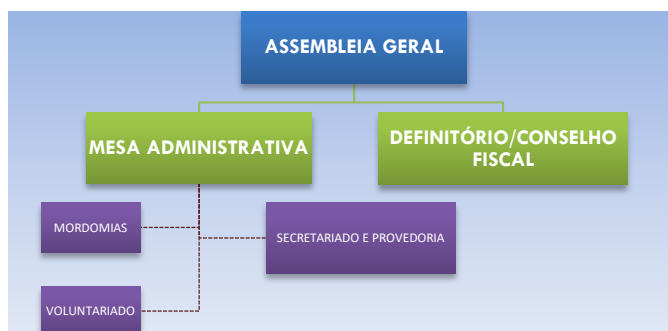 ASSEMBLEIA GERAL
MESA ADMINISTRATIVA
DEFINITÓRIO/CONSELHO
FISCAL
MORDOMIAS
SECRETARIADO E PROVEDORIA
VOLUNTARIADO